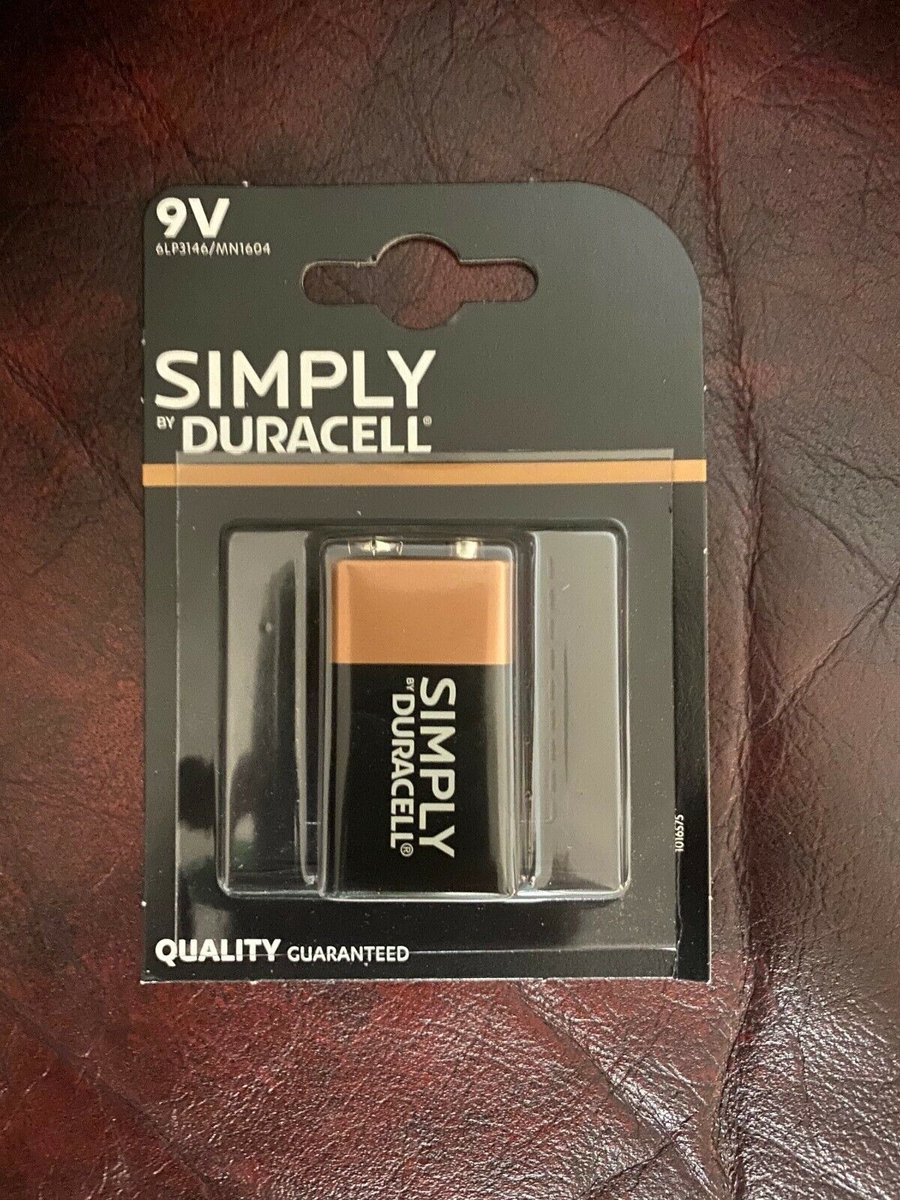 9V
6LP3146/MN1604
SIMPLY
BY DURACELL®
SIMPLY
BY DURACELL®
1016575
QUALITY GUARANTEED